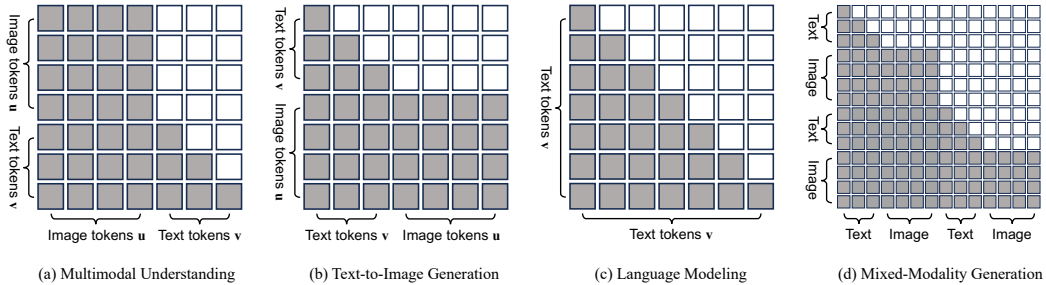 Image tokens u
Text tokens v
Image tokens u
Text tokens v
(a) Multimodal Understanding
Text tokens v
Image tokens u
Text tokens v
Image tokens u
(b) Text-to-Image Generation
Text tokens v
Text tokens v
(c) Language Modeling
Text
Image
Text
Image
Text
Image
Text
Image
(d) Mixed-Modality Generation